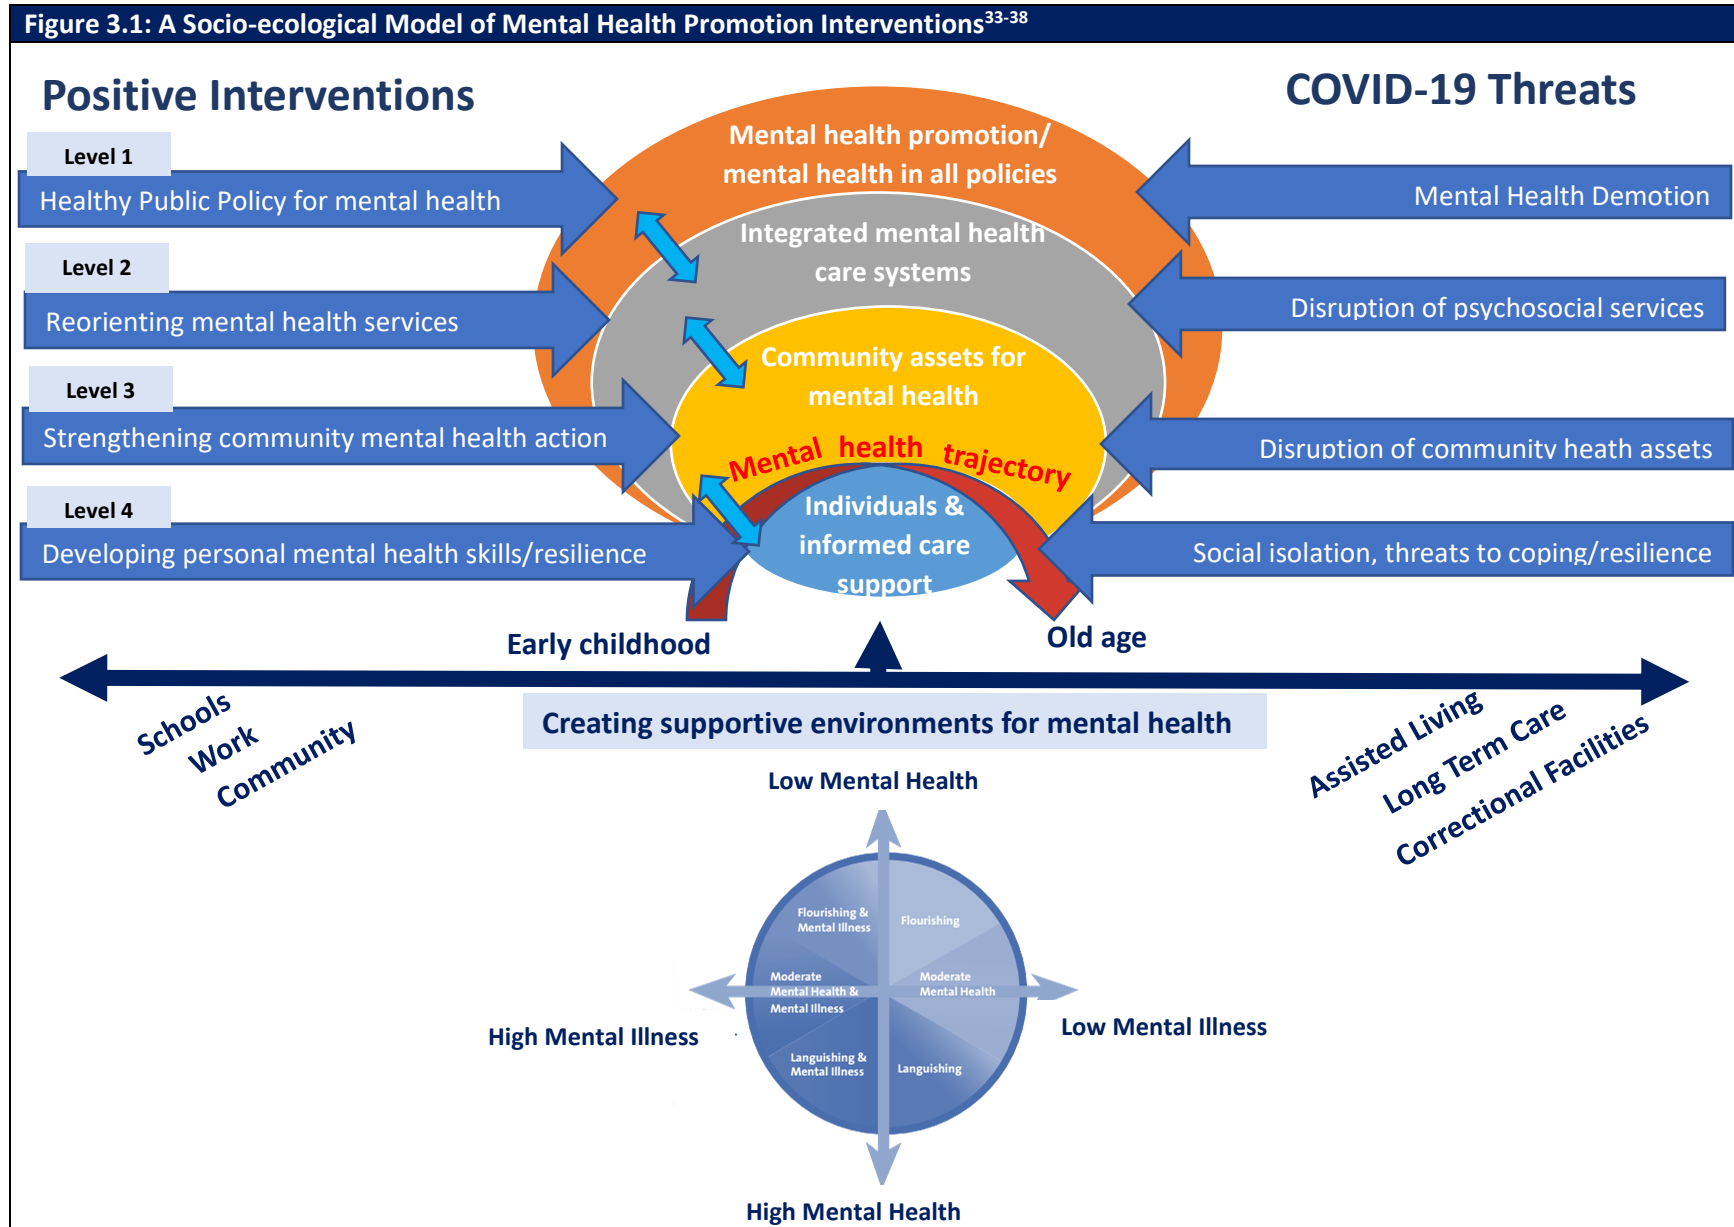 Figure 3.1: A Socio-ecological Model of Mental Health Promotion Interventions33-38
Positive Interventions
COVID-19 Threats
Level 1
Healthy Public Policy for mental health
Level 2
Reorienting mental health services
Level 3
Strengthening community mental health action
Level 4
Developing personal mental health skills/resilience
Mental health promotion/
mental health in all policies
Integrated mental health
care systems
Community assets for
mental health
Mental health trajectory
Individuals &
informed care
support
Mental Health Demotion
Disruption of psychosocial services
Disruption of community heath assets
Social isolation, threats to coping/resilience
Early childhood
Old age
Schools
Work
Community
Creating supportive environments for mental health
Assisted Living
Long Term Care
Correctional Facilities
Low Mental Health
Flourishing &
Mental Illness
Flourishing
Moderate
Mental Health &
Mental Illness
Moderate
Mental Health
Languishing &
Mental Illness
Languishing
High Mental Illness
Low Mental Illness
High Mental Health